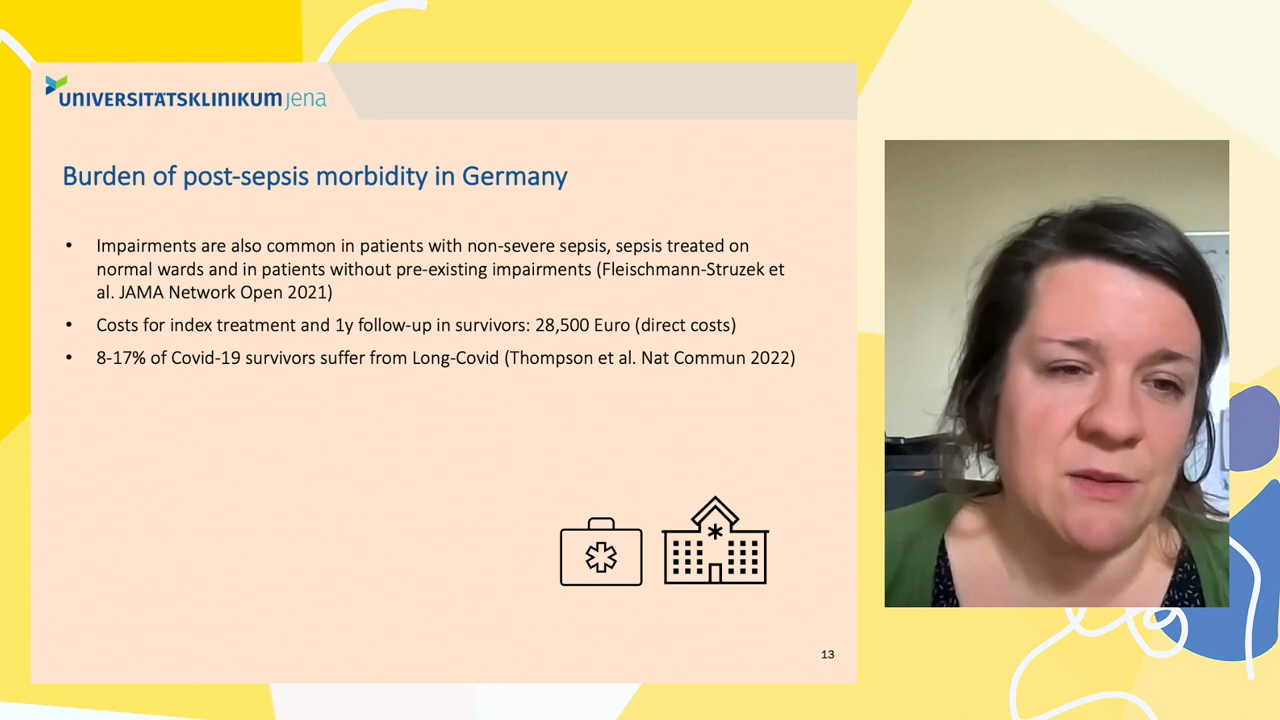 UNIVERSITÄTSKLINIKUM jena
Burden of post-sepsis morbidity in Germany
• Impairments are also common in patients with non-severe sepsis, sepsis treated on
normal wards and in patients without pre-existing impairments (Fleischmann-Struzek et
al. JAMA Network Open 2021)
• Costs for index treatment and 1y follow-up in survivors: 28,500 Euro (direct costs)
• 8-17% of Covid-19 survivors suffer from Long-Covid (Thompson et al. Nat Commun 2022)
13